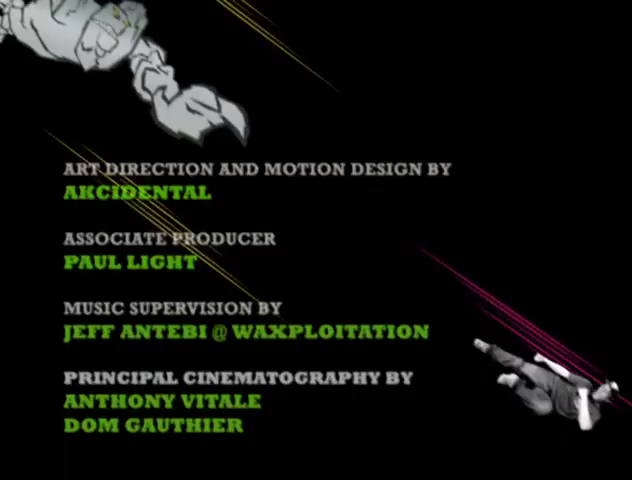 ART DIRECTION AND MOTION DESIGN BY
AKCIDENTAL
ASSOCIATE PRODUCER
PAUL LIGHT
MUSIC SUPERVISION BY
JEFF ANTEBI @ WAXPLOITATION
PRINCIPAL CINEMATOGRAPHY BY
ANTHONY VITALE
DOM GAUTHIER